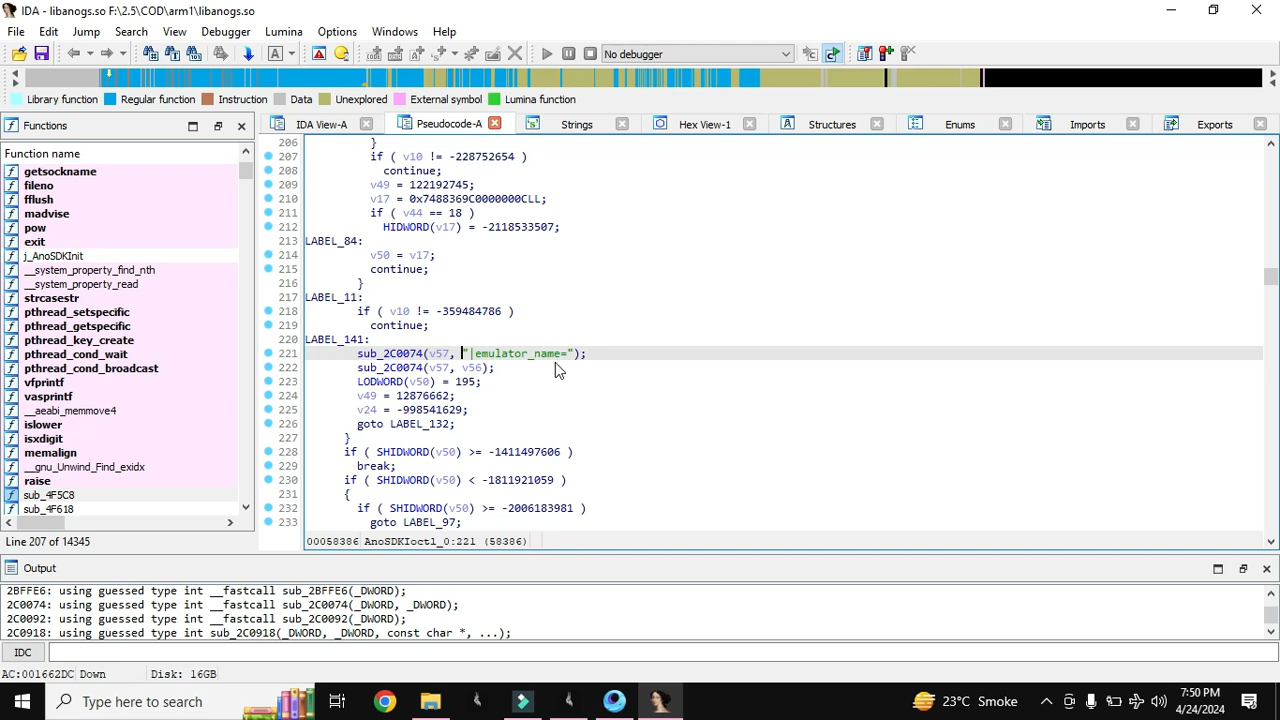 IDA - libanogs.so F:\2.5\COD\arm1\libanogs.so
File Edit Jump Search View Debugger Lumina Options Windows Help
No debugger
Library function Regular function Instruction Data Unexplored External symbol Lumina function
Functions
IDA View-A Pseudocode-A Strings Hex View-1 Structures Enums Imports Exports
Function name
getsockname
fileno
fflush
madvise
pow
exit
j_AnoSDKInit
__system_property_find_nth
__system_property_read
strcasestr
pthread_setspecific
pthread_getspecific
pthread_key_create
pthread_cond_wait
pthread_cond_broadcast
vfprintf
vasprintf
__aeabi_memmove4
islower
isxdigit
memalign
__gnu_Unwind_Find_exidx
raise
sub_4F5C8
sub_4F618
Line 207 of 14345
206 }
207 if ( v10 != -228752654 )
208 continue;
209 v49 = 122192745;
210 v17 = 0x7488369C0000000CLL;
211 if ( v44 == 18 )
212 HIDWORD(v17) = -2118533507;
213 LABEL_84:
214 v50 = v17;
215 continue;
216 }
217 LABEL_11:
218 if ( v10 != -359484786 )
219 continue;
220 LABEL_141:
221 sub_2C0074(v57, "|emulator_name=");
222 sub_2C0074(v57, v56);
223 LODWORD(v50) = 195;
224 v49 = 12876662;
225 v24 = -998541629;
226 goto LABEL_132;
227 }
228 if ( SHIDWORD(v50) >= -1411497606 )
229 break;
230 if ( SHIDWORD(v50) < -1811921059 )
231 {
232 if ( SHIDWORD(v50) >= -2006183981 )
233 goto LABEL_97;
00058386 AnoSDKIoctl_0:221 (58386)
Output
2BFFE6: using guessed type int __fastcall sub_2BFFE6(_DWORD);
2C0074: using guessed type int __fastcall sub_2C0074(_DWORD, _DWORD);
2C0092: using guessed type int __fastcall sub_2C0092(_DWORD);
2C0918: using guessed type int sub_2C0918(_DWORD, _DWORD, const char *, ...);
IDC
AC:001662DC Down Disk: 16GB
Type here to search
23°C Smoke
7:50 PM
4/24/2024